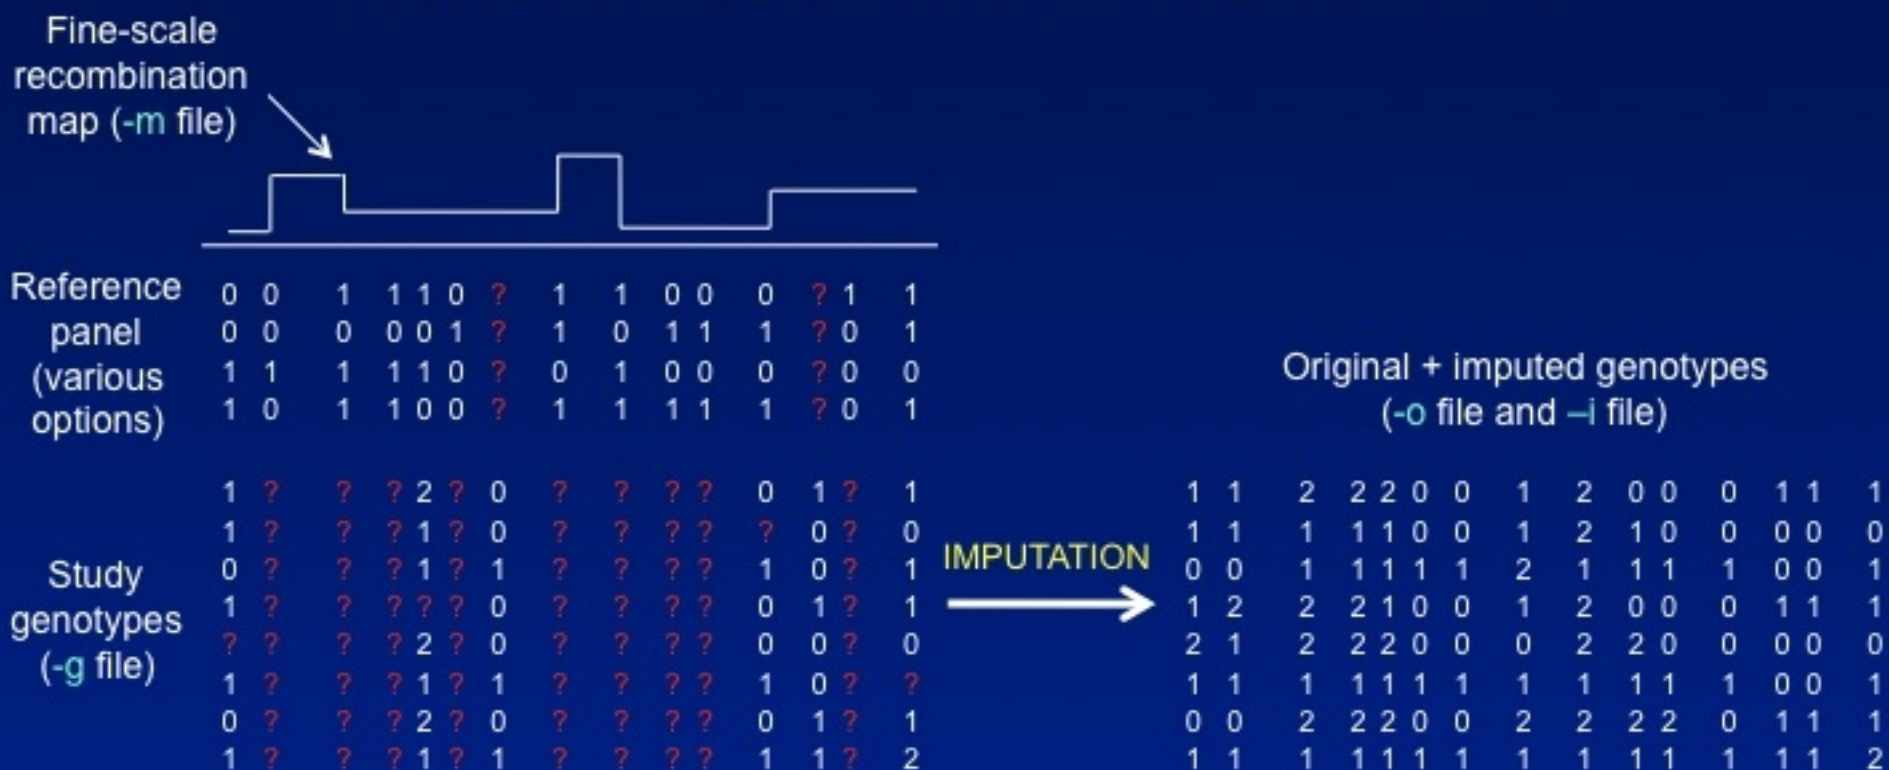 Fine-scale
recombination
map (-m file)
Reference
panel
(various
options)
0 0 1 1 1 0 ? 1 1 0 0 0 ? 1 1
0 0 0 0 0 1 ? 1 0 1 1 1 ? 0 1
1 1 1 1 1 0 ? 0 1 0 0 0 ? 0 0
1 0 1 1 0 0 ? 1 1 1 1 1 ? 0 1
Study
genotypes
(-g file)
1 ? ? ? 2 ? 0 ? ? ? ? 0 1 ? 1
1 ? ? ? 1 ? 0 ? ? ? ? ? 0 ? 0
0 ? ? ? 1 ? 1 ? ? ? ? 1 0 ? 1
1 ? ? ? ? ? 0 ? ? ? ? 0 1 ? 1
? ? ? ? 2 ? 0 ? ? ? ? 0 0 ? 0
1 ? ? ? 1 ? 1 ? ? ? ? 1 0 ? ?
0 ? ? ? 2 ? 0 ? ? ? ? 0 1 ? 1
1 ? ? ? 1 ? 1 ? ? ? ? 1 1 ? 2
IMPUTATION
Original + imputed genotypes
(-o file and –i file)
1 1 2 2 2 0 0 1 2 0 0 0 1 1 1
1 1 1 1 1 0 0 1 2 1 0 0 0 0 0
0 0 1 1 1 1 1 2 1 1 1 1 0 0 1
1 2 2 2 1 0 0 1 2 0 0 0 1 1 1
2 1 2 2 2 0 0 0 2 2 0 0 0 0 0
1 1 1 1 1 1 1 1 1 1 1 1 0 0 1
0 0 2 2 2 0 0 2 2 2 2 0 1 1 1
1 1 1 1 1 1 1 1 1 1 1 1 1 1 2